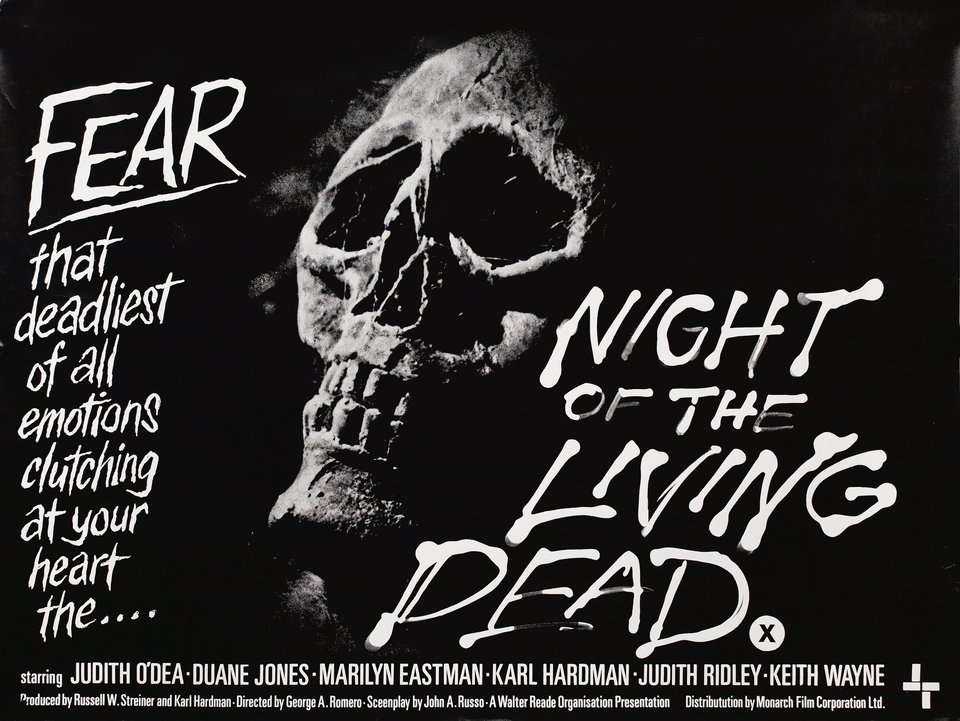 FEAR
that
deadliest
of all
emotions
clutching
at your
heart
the....
NIGHT
OF THE
LIVING
DEAD.
X
starring JUDITH O'DEA · DUANE JONES · MARILYN EASTMAN · KARL HARDMAN · JUDITH RIDLEY · KEITH WAYNE
Produced by Russell W. Streiner and Karl Hardman · Directed by George A. Romero · Sceenplay by John A. Russo · A Walter Reade Organisation Presentation Distributution by Monarch Film Corporation Ltd.